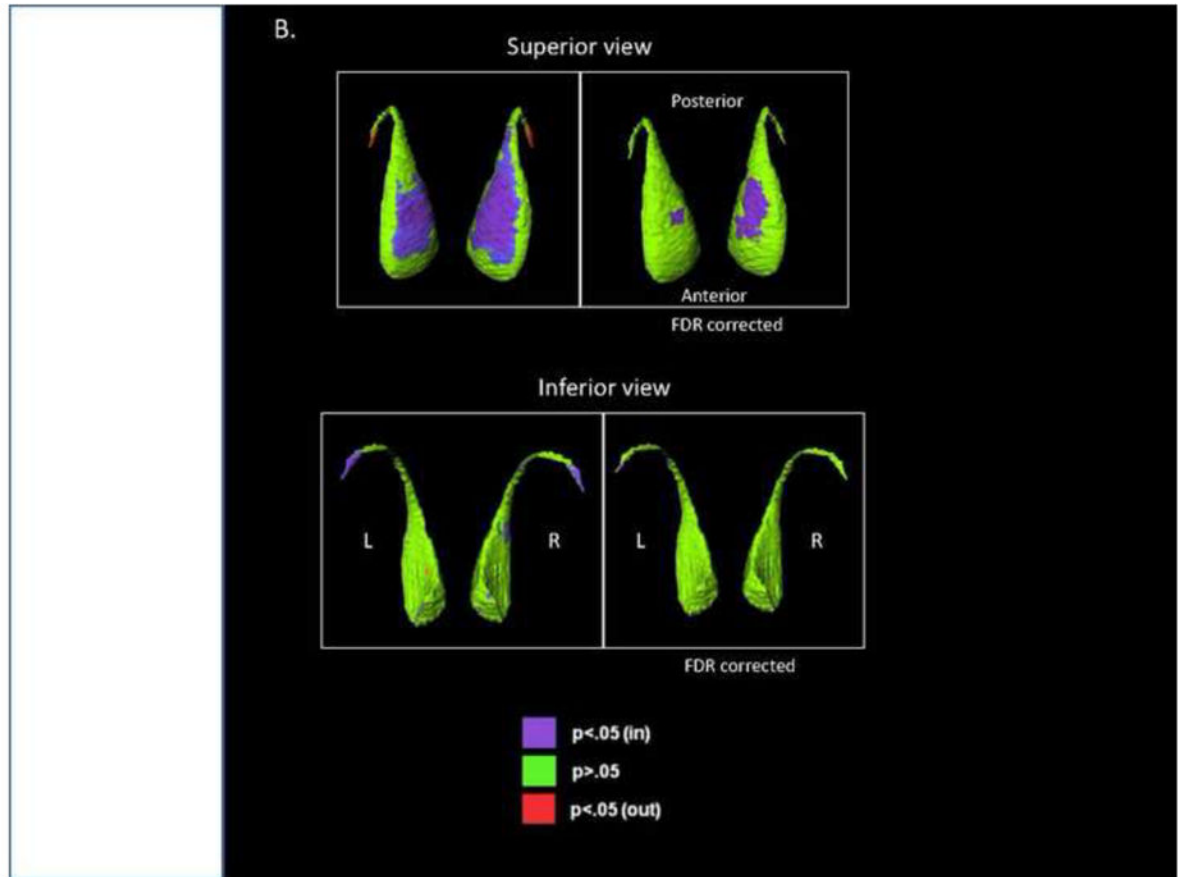 B.
Superior view
Posterior
Anterior
FDR corrected
Inferior view
L R L R
FDR corrected
p<.05 (in)
p>.05
p<.05 (out)